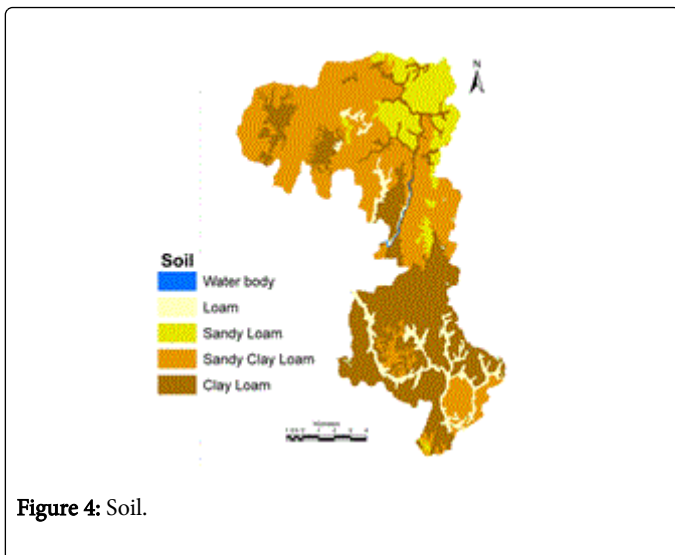 N
Soil
Water body
Loam
Sandy Loam
Sandy Clay Loam
Clay Loam
Figure 4: Soil.